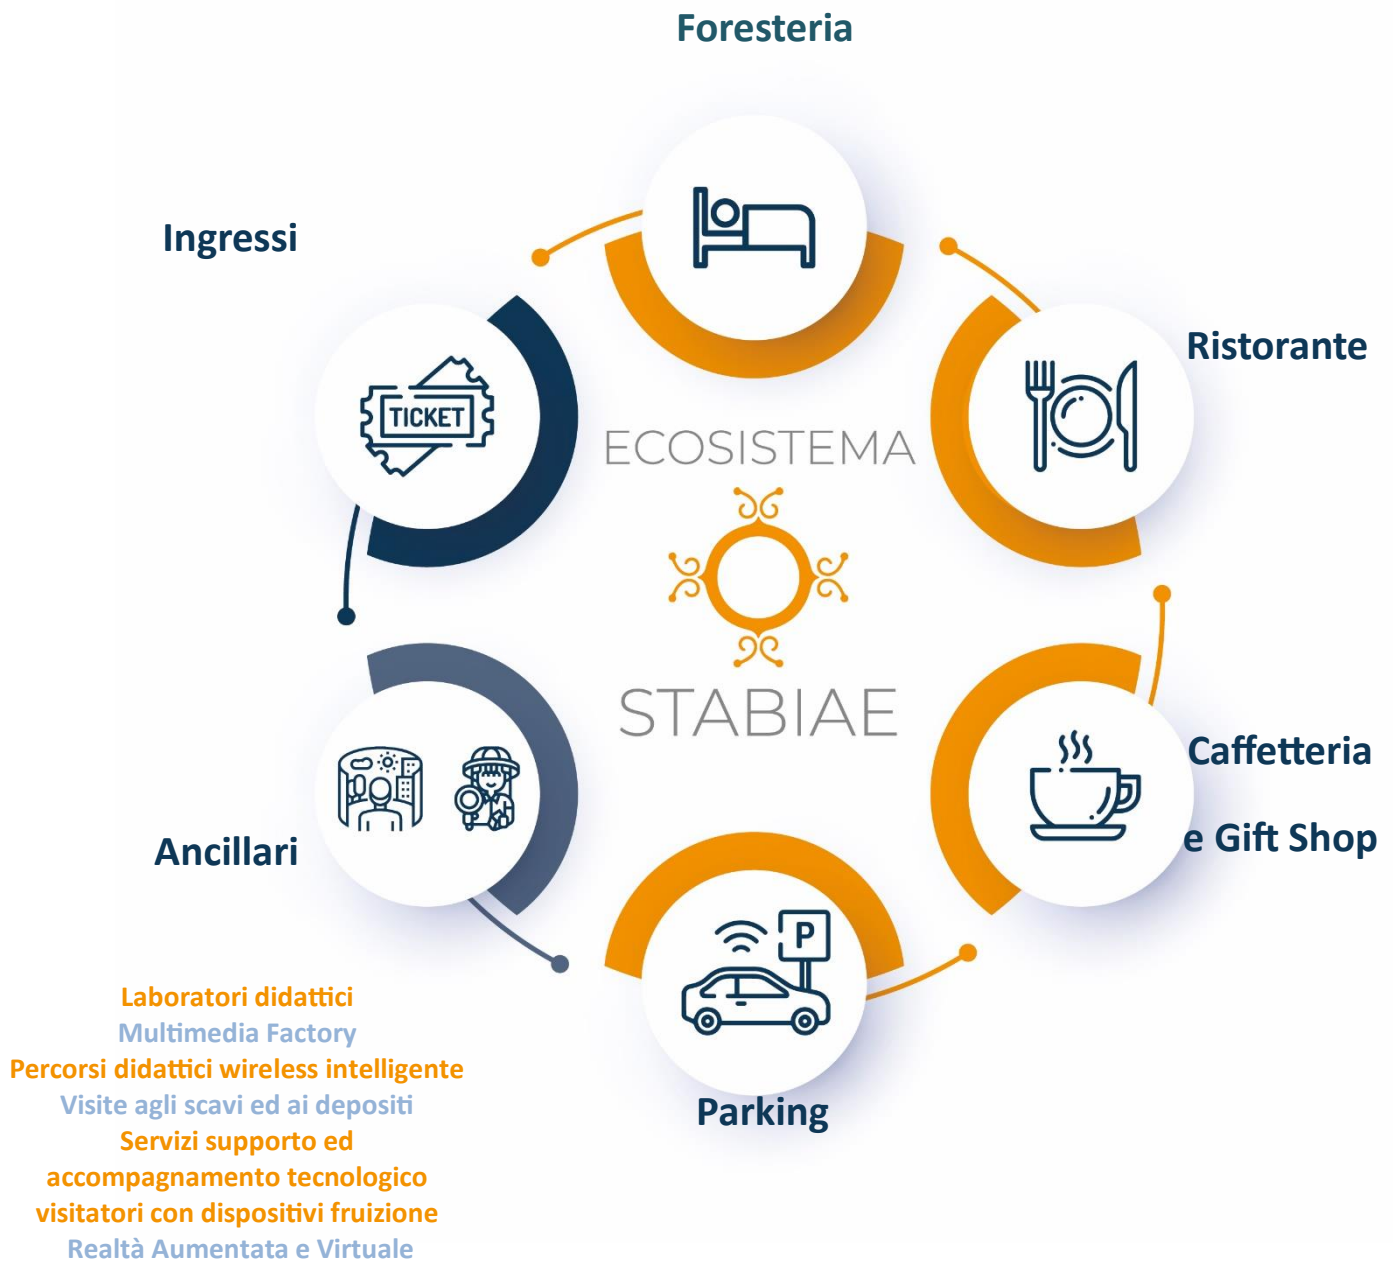 Foresteria
Ingressi
TICKET
Ristorante
ECOSISTEMA
STABIAE
Caffetteria
e Gift Shop
Ancillari
P
Parking
Laboratori didattici
Multimedia Factory
Percorsi didattici wireless intelligente
Visite agli scavi ed ai depositi
Servizi supporto ed
accompagnamento tecnologico
visitatori con dispositivi fruizione
Realtà Aumentata e Virtuale